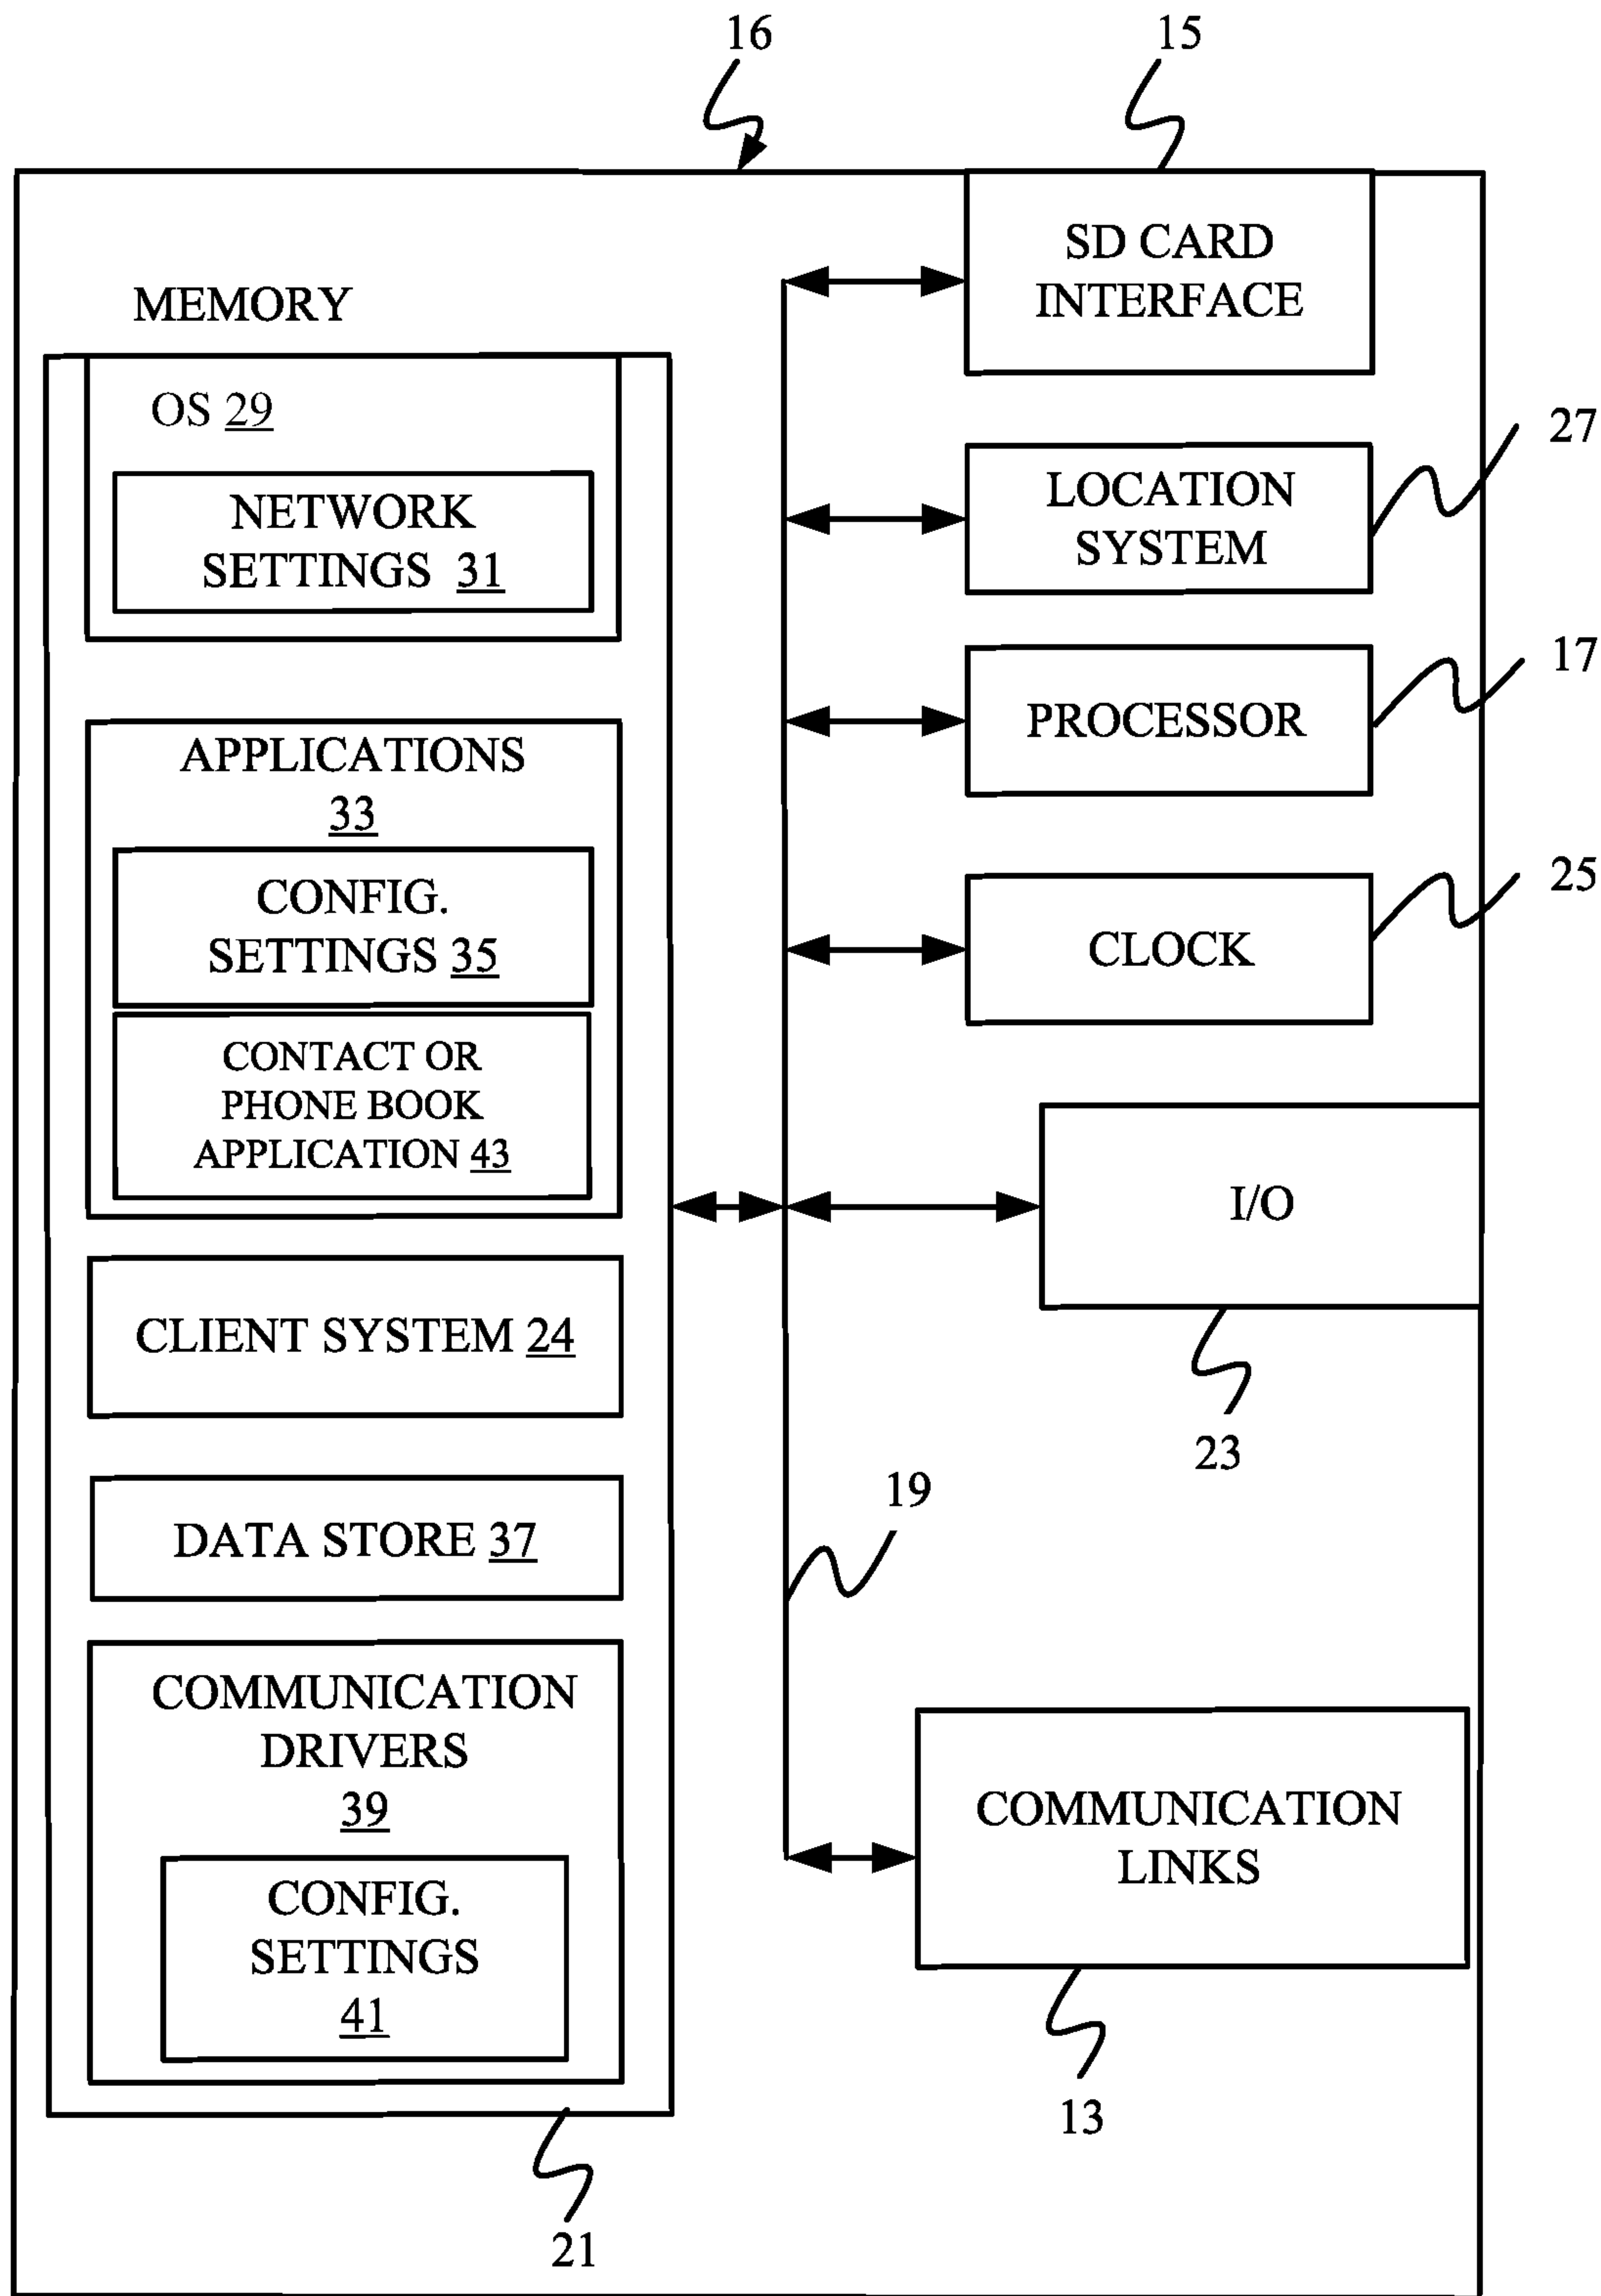 16
15
SD CARD
INTERFACE
MEMORY
OS 29
NETWORK
SETTINGS 31
27
LOCATION
SYSTEM
17
PROCESSOR
APPLICATIONS
33
CONFIG.
SETTINGS 35
25
CLOCK
CONTACT OR
PHONE BOOK
APPLICATION 43
I/O
23
CLIENT SYSTEM 24
19
DATA STORE 37
COMMUNICATION
DRIVERS
39
CONFIG.
SETTINGS
41
COMMUNICATION
LINKS
13
21